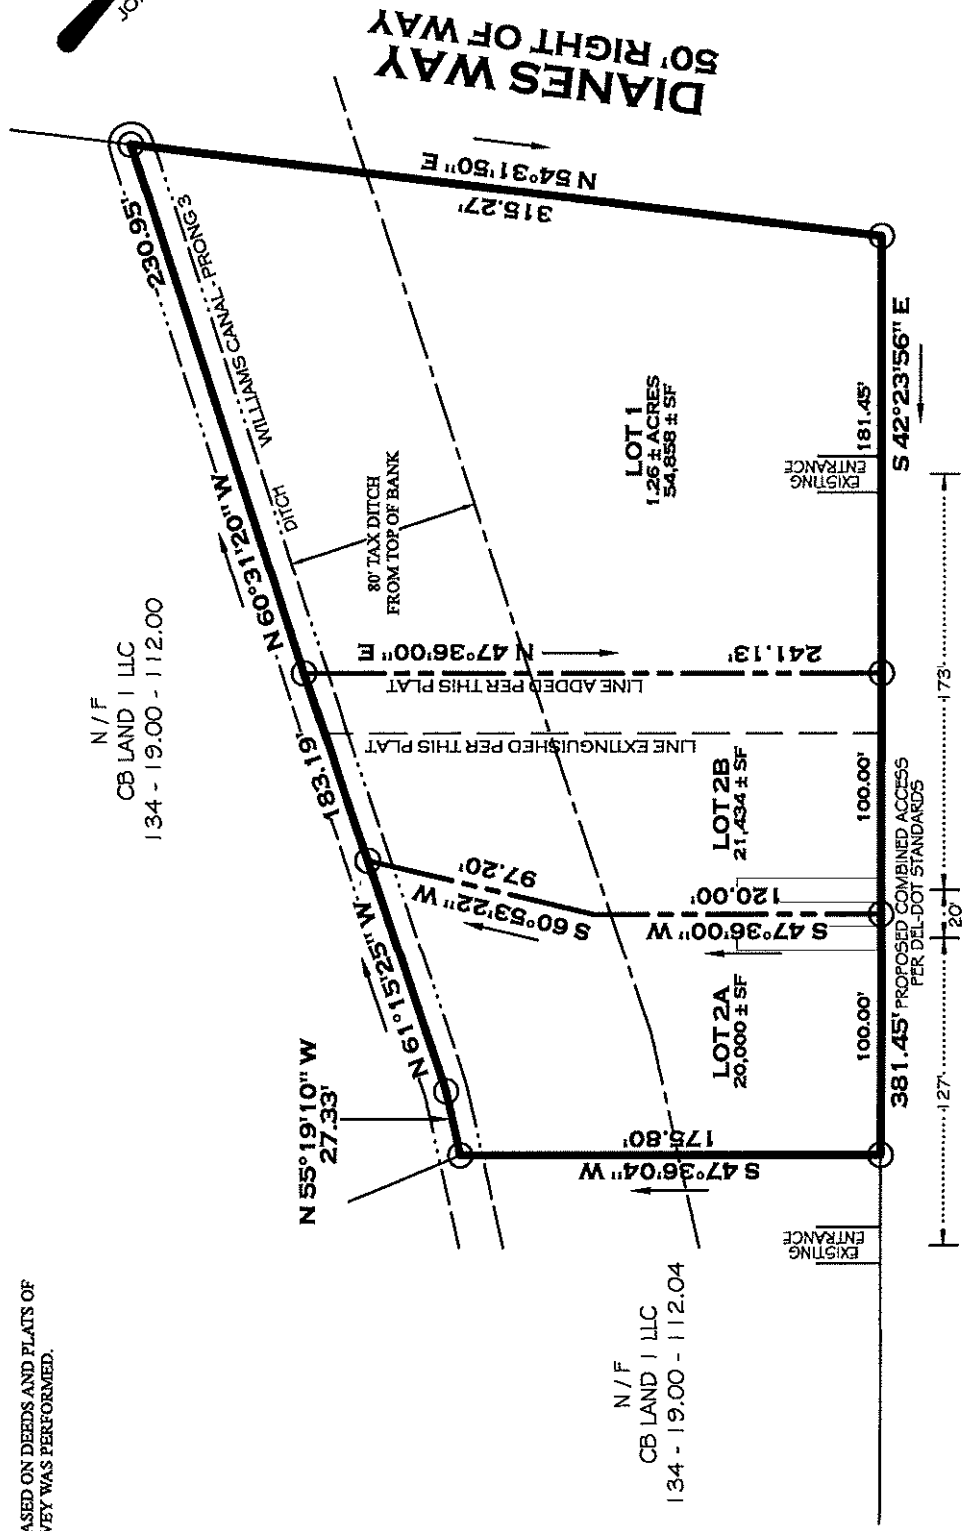 ASED ON DEEDS AND PLATS OF
VEY WAS PERFORMED.
DIANES WAY
50' RIGHT OF WAY
N / F
CB LAND 1 LLC
134 - 19.00 - 112.00
N 55°19'10" W
27.33'
N 61°15'25" W
183.19'
N 60°31'20" W
230.95'
DITCH
WILLIAMS CANAL - PRONG 3
80' TAX DITCH
FROM TOP OF BANK
N 54°31'50" E
315.27'
LOT 1
1.26 ± ACRES
54,858 ± SF
N 47°36'00" E
241.13'
LINE ADDED PER THIS PLAT
LINE EXTINGUISHED PER THIS PLAT
LOT 2B
21,434 ± SF
S 60°53'22" W
97.20'
S 47°36'00" W
120.00'
LOT 2A
20,000 ± SF
S 47°36'04" W
175.80'
N / F
CB LAND 1 LLC
134 - 19.00 - 112.04
EXISTING
ENTRANCE
EXISTING
ENTRANCE
100.00'
100.00'
181.45'
381.45'
S 42°23'56" E
PROPOSED COMBINED ACCESS
PER DEL-DOT STANDARDS
127'
20'
173'